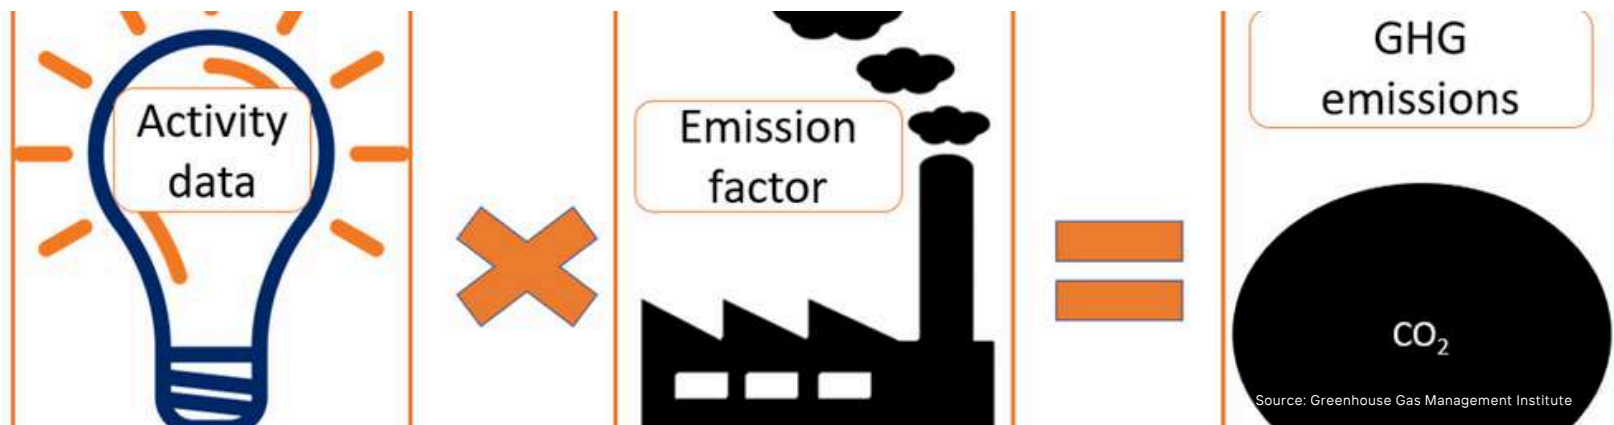 Activity
data
Emission
factor
GHG
emissions
CO₂
Source: Greenhouse Gas Management Institute